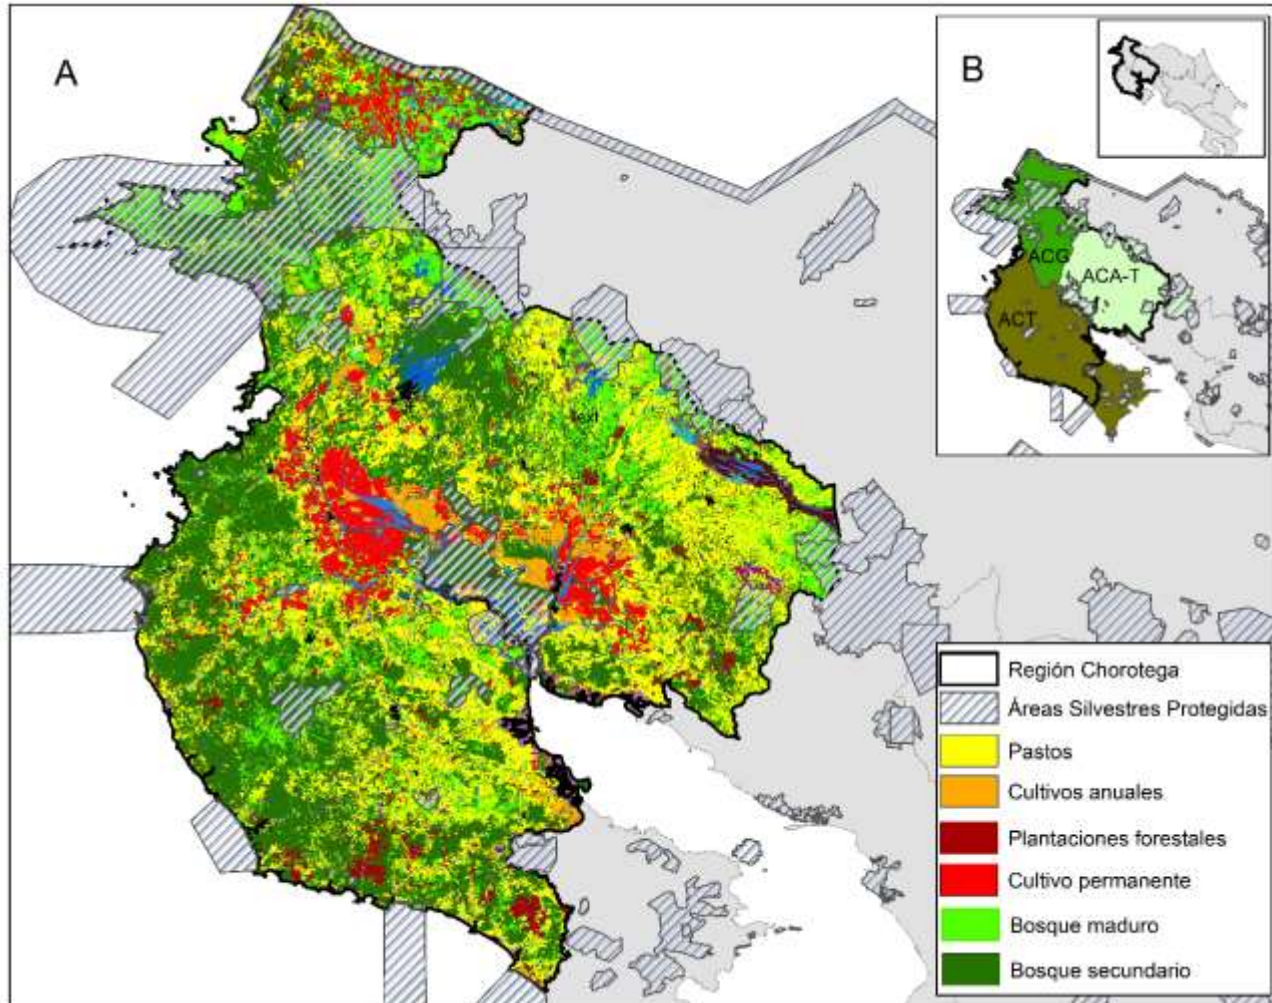 A
B
ACG
ACA-T
ACT
Región Chorotega
Áreas Silvestres Protegidas
Pastos
Cultivos anuales
Plantaciones forestales
Cultivo permanente
Bosque maduro
Bosque secundario